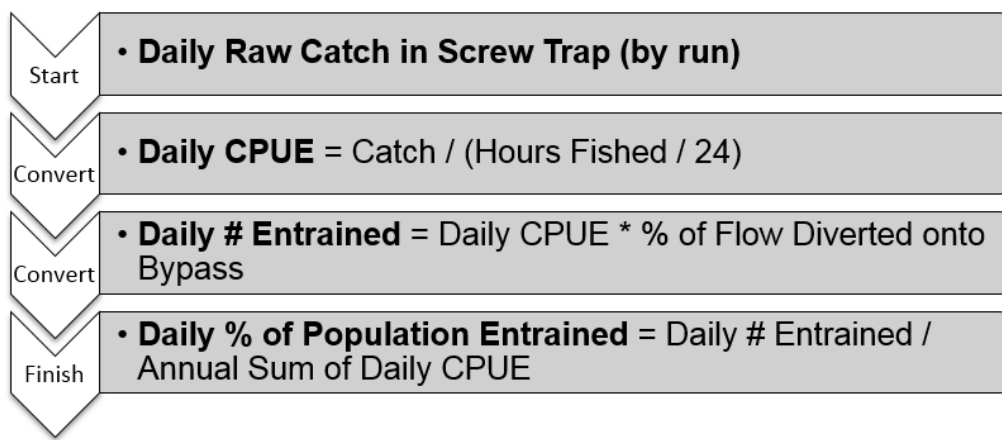 Start
• Daily Raw Catch in Screw Trap (by run)
Convert
• Daily CPUE = Catch / (Hours Fished / 24)
Convert
• Daily # Entrained = Daily CPUE * % of Flow Diverted onto
Bypass
Finish
• Daily % of Population Entrained = Daily # Entrained /
Annual Sum of Daily CPUE